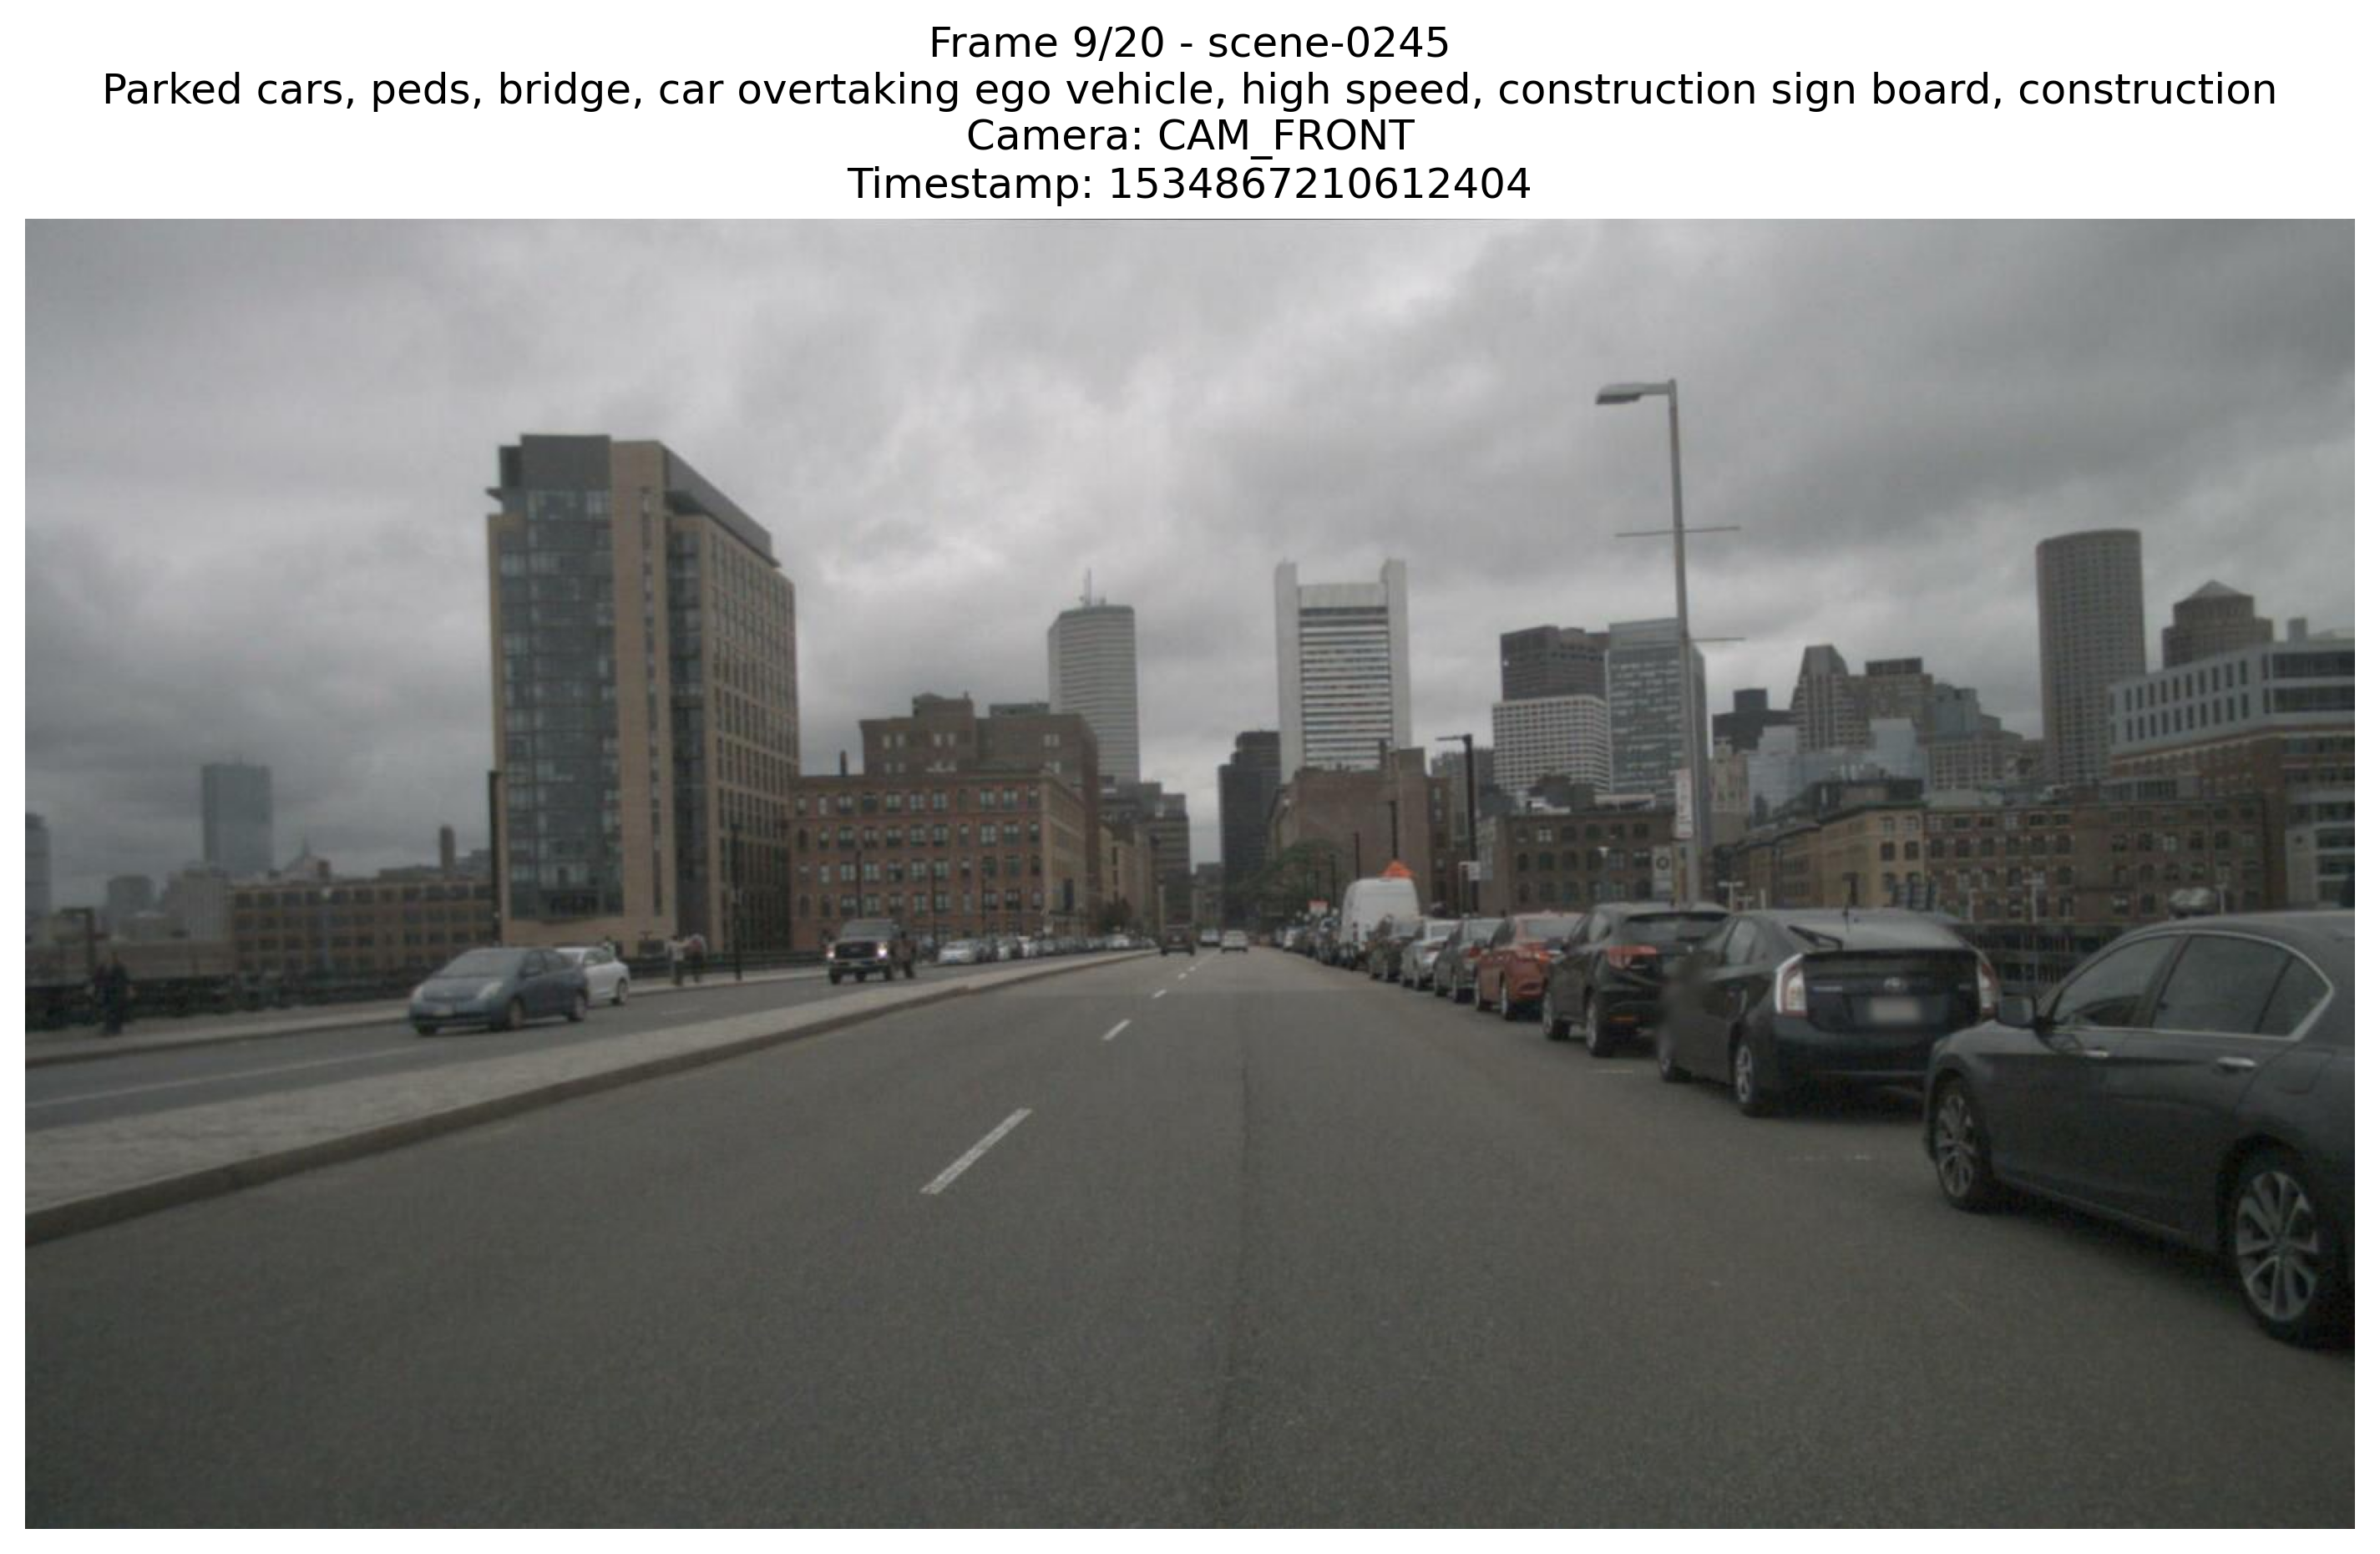 Frame 9/20 - scene-0245
Parked cars, peds, bridge, car overtaking ego vehicle, high speed, construction sign board, construction
Camera: CAM_FRONT
Timestamp: 1534867210612404